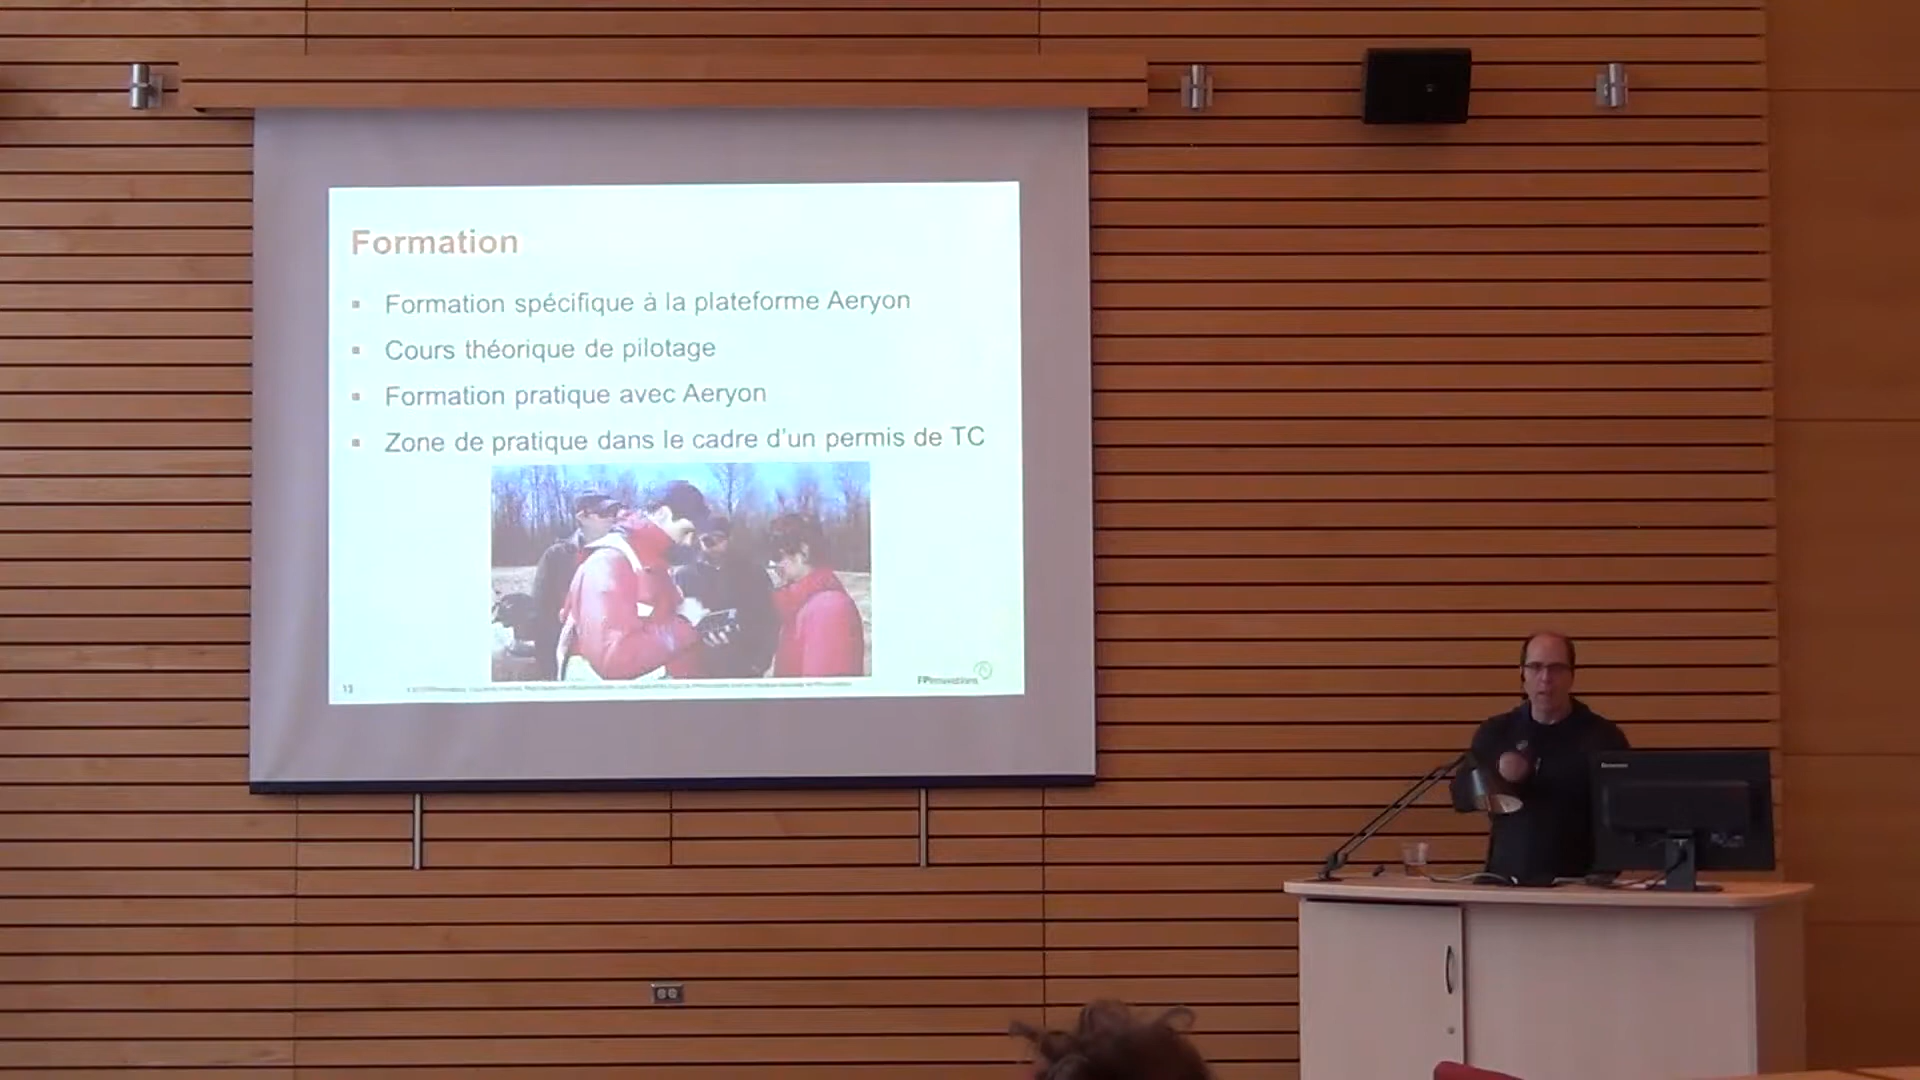 Formation
▪ Formation spécifique à la plateforme Aeryon
▪ Cours théorique de pilotage
▪ Formation pratique avec Aeryon
▪ Zone de pratique dans le cadre d'un permis de TC
13
FPInnovations